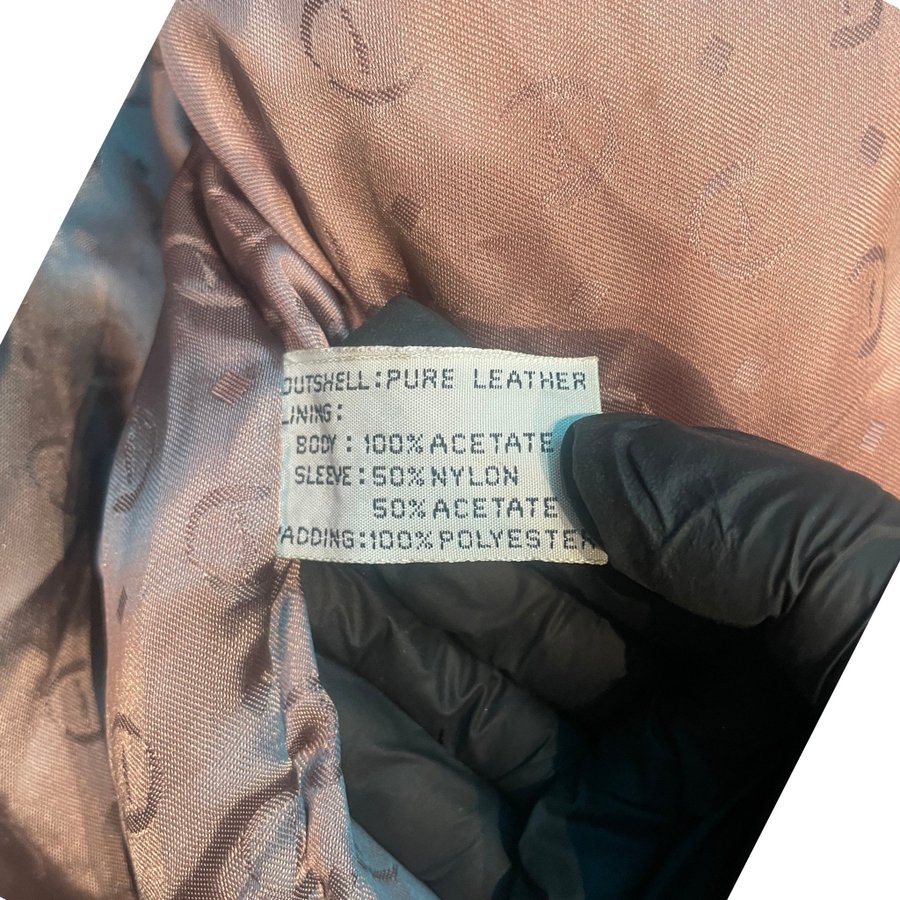 OUTSHELL:PURE LEATHER
LINING:
BODY: 100% ACETATE
SLEEVE:50% NYLON
50% ACETATE
PADDING:100% POLYESTER